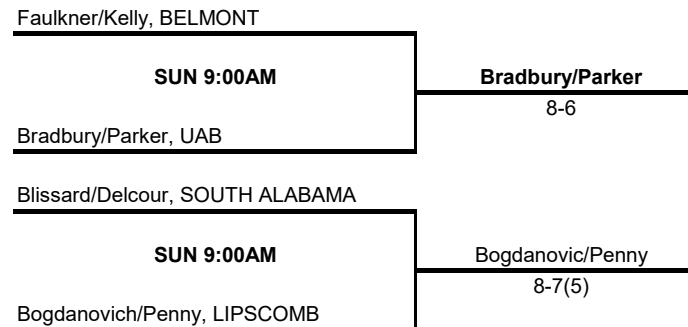 Faulkner/Kelly, BELMONT
SUN 9:00AM
Bradbury/Parker
8-6
Bradbury/Parker, UAB
Blissard/Delcour, SOUTH ALABAMA
SUN 9:00AM
Bogdanovic/Penny
8-7(5)
Bogdanovich/Penny, LIPSCOMB